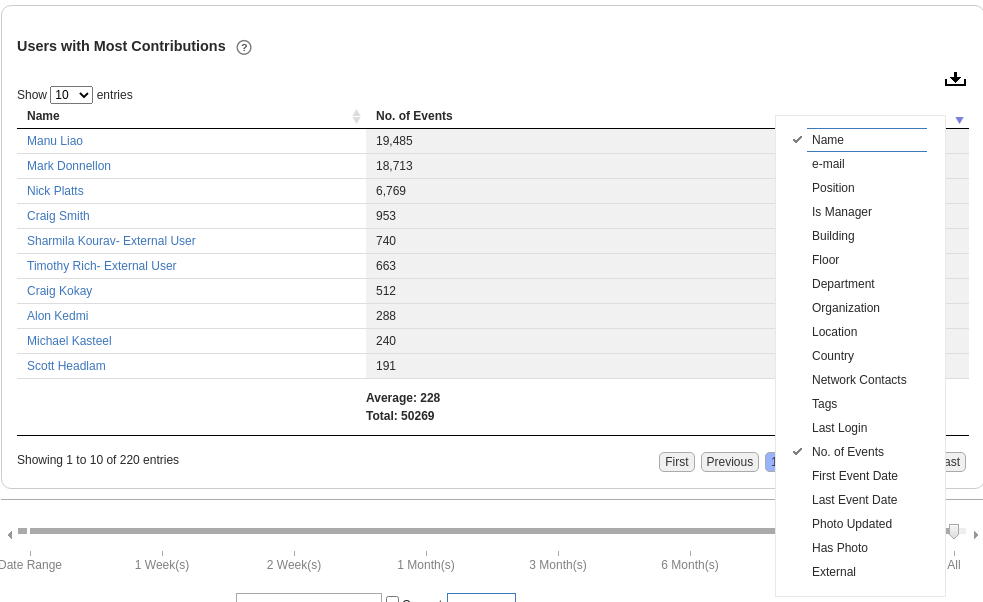 Users with Most Contributions ?
Show 10 entries
Name No. of Events
Manu Liao 19,485
Mark Donnellon 18,713
Nick Platts 6,769
Craig Smith 953
Sharmila Kourav- External User 740
Timothy Rich- External User 663
Craig Kokay 512
Alon Kedmi 288
Michael Kasteel 240
Scott Headlam 191
Average: 228
Total: 50269
Showing 1 to 10 of 220 entries
First Previous 1
Name
e-mail
Position
Is Manager
Building
Floor
Department
Organization
Location
Country
Network Contacts
Tags
Last Login
No. of Events
First Event Date
Last Event Date
Photo Updated
Has Photo
External
Date Range 1 Week(s) 2 Week(s) 1 Month(s) 3 Month(s) 6 Month(s) All